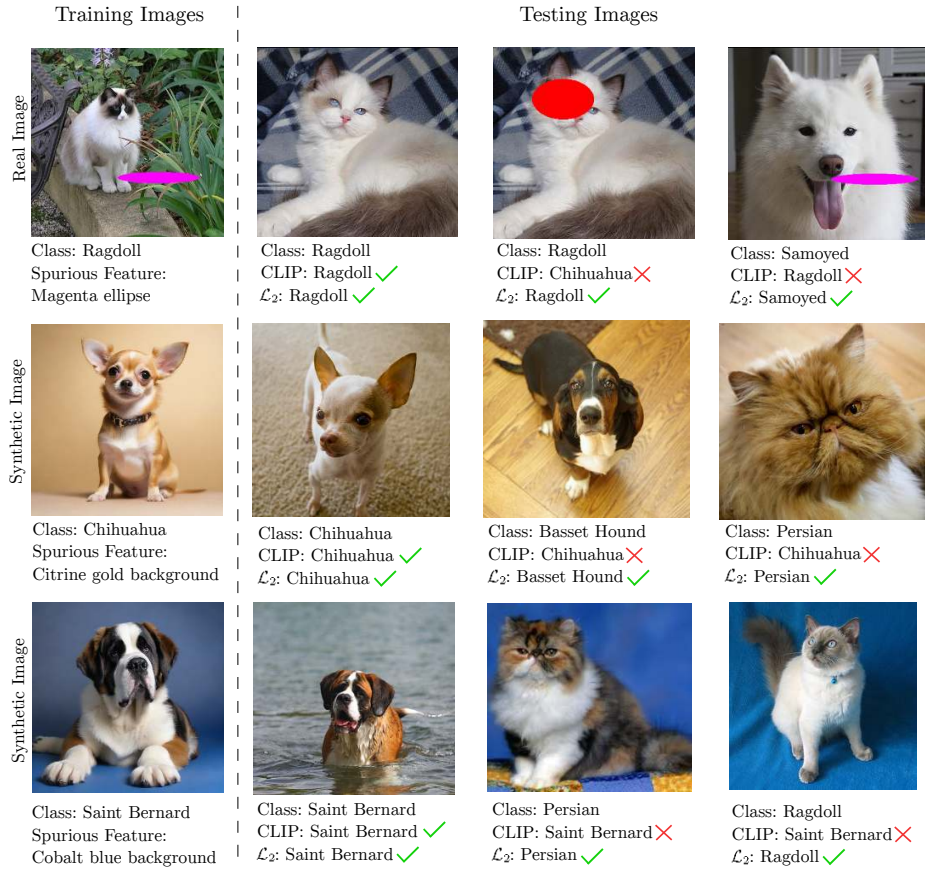 Training Images
Testing Images
Real Image
Class: Ragdoll
Spurious Feature:
Magenta ellipse
Class: Ragdoll
CLIP: Ragdoll ✓
ℒ₂: Ragdoll ✓
Class: Ragdoll
CLIP: Chihuahua ✗
ℒ₂: Ragdoll ✓
Class: Samoyed
CLIP: Ragdoll ✗
ℒ₂: Samoyed ✓
Synthetic Image
Class: Chihuahua
Spurious Feature:
Citrine gold background
Class: Chihuahua
CLIP: Chihuahua ✓
ℒ₂: Chihuahua ✓
Class: Basset Hound
CLIP: Chihuahua ✗
ℒ₂: Basset Hound ✓
Class: Persian
CLIP: Chihuahua ✗
ℒ₂: Persian ✓
Synthetic Image
Class: Saint Bernard
Spurious Feature:
Cobalt blue background
Class: Saint Bernard
CLIP: Saint Bernard ✓
ℒ₂: Saint Bernard ✓
Class: Persian
CLIP: Saint Bernard ✗
ℒ₂: Persian ✓
Class: Ragdoll
CLIP: Saint Bernard ✗
ℒ₂: Ragdoll ✓